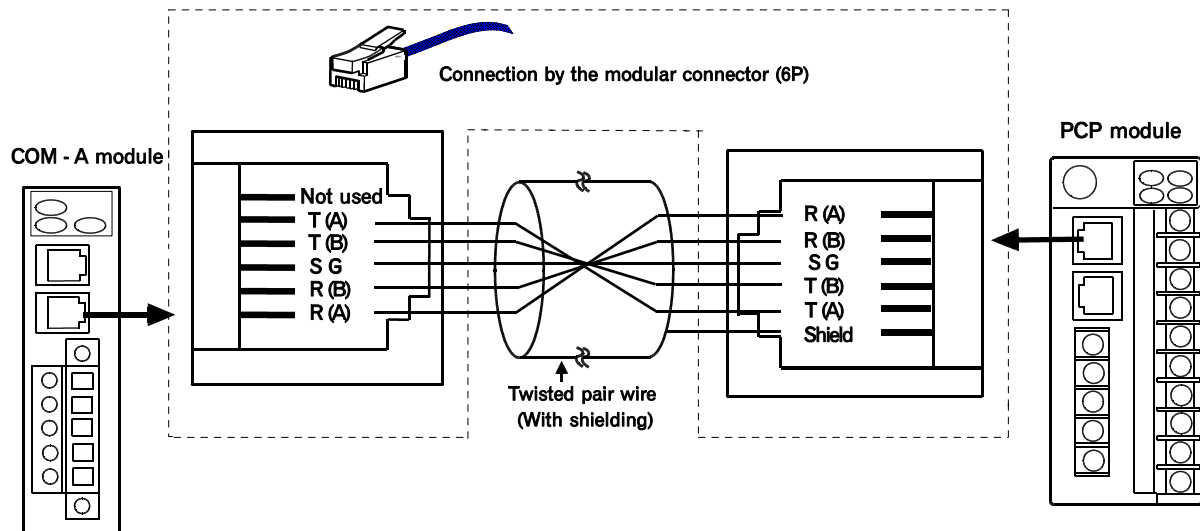 Connection by the modular connector (6P)
COM - A module
PCP module
Not used
T (A)
T (B)
S G
R (B)
R (A)
R (A)
R (B)
S G
T (B)
T (A)
Shield
Twisted pair wire
(With shielding)